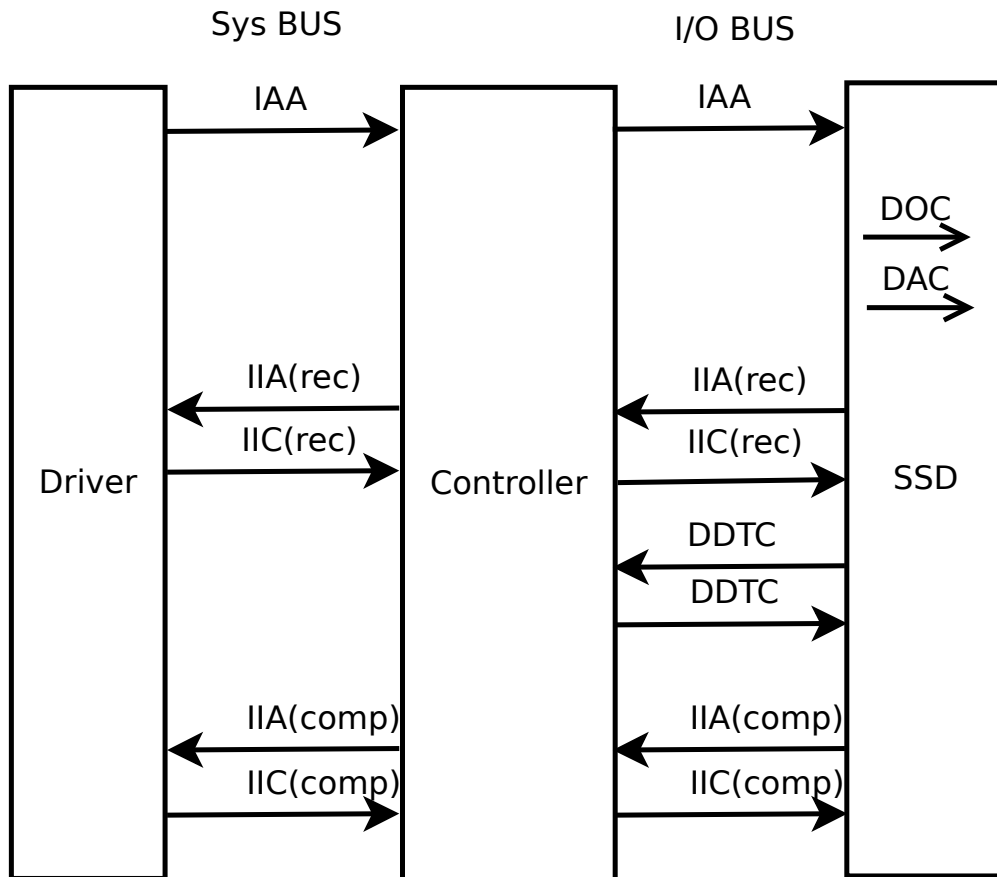 Sys BUS
I/O BUS
IAA
IAA
DOC
DAC
IIA(rec)
IIA(rec)
IIC(rec)
IIC(rec)
Driver
Controller
SSD
DDTC
DDTC
IIA(comp)
IIA(comp)
IIC(comp)
IIC(comp)